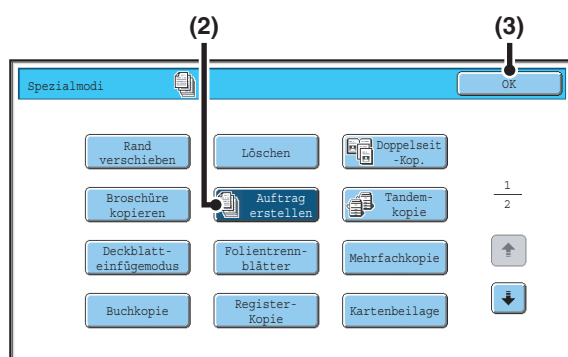 (2) (3)
Spezialmodi OK
Rand
verschieben
Löschen
Doppelseit
-Kop.
Broschüre
kopieren
Auftrag
erstellen
Tandem-
kopie
1
2
Deckblatt-
einfügemodus
Folientrenn-
blätter
Mehrfachkopie
Buchkopie
Register-
Kopie
Kartenbeilage